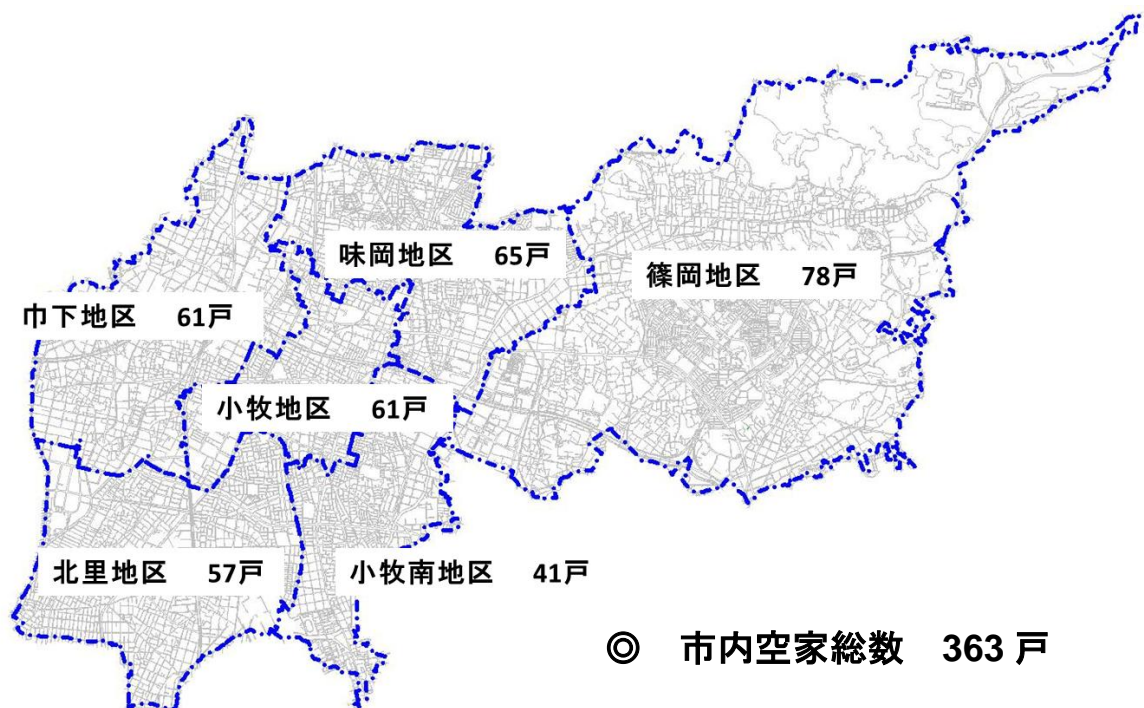 味岡地区 65戸
篠岡地区 78戸
巾下地区 61戸
小牧地区 61戸
北里地区 57戸
小牧南地区 41戸
◎ 市内空家総数 363 戸